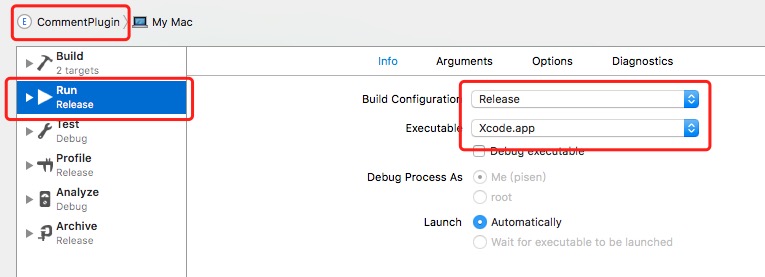 E CommentPlugin My Mac
Build
2 targets
Run
Release
Test
Debug
Profile
Release
Analyze
Debug
Archive
Release
Info Arguments Options Diagnostics
Build Configuration Release
Executable Xcode.app
Debug executable
Debug Process As Me (pisen)
root
Launch Automatically
Wait for executable to be launched